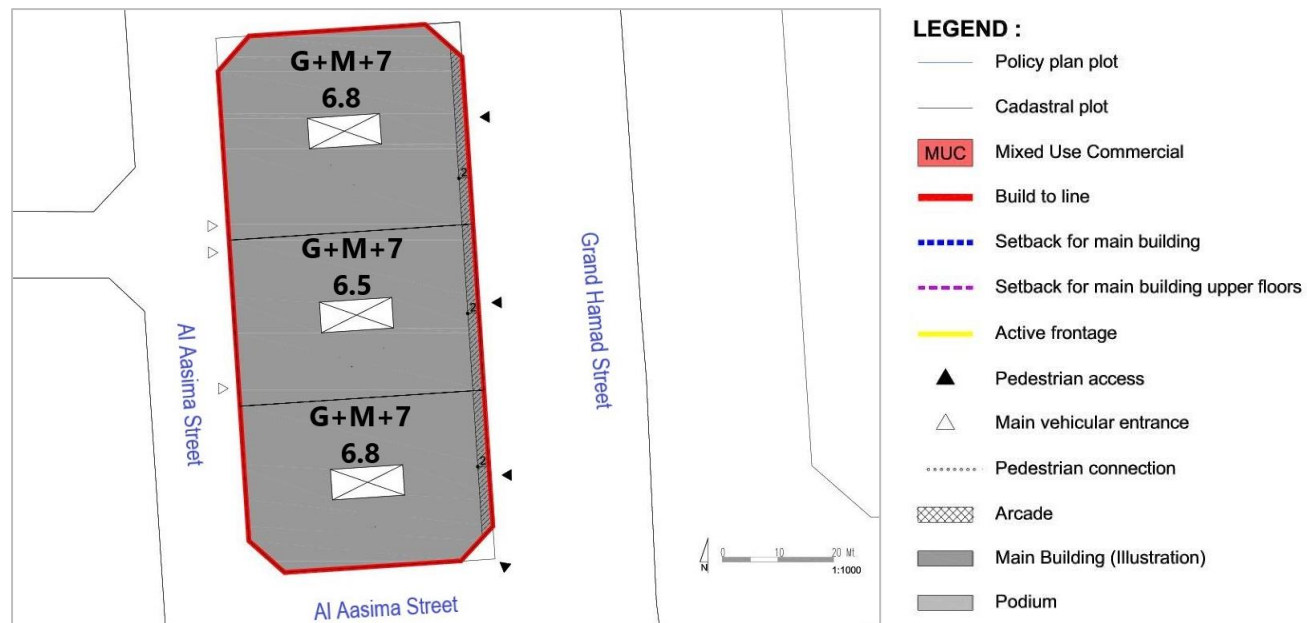 G+M+7
6.8
2
G+M+7
6.5
2
G+M+7
6.8
2
Al Aasima Street
Grand Hamad Street
Al Aasima Street
N
0 10 20 Mt.
1:1000
LEGEND :
Policy plan plot
Cadastral plot
MUC Mixed Use Commercial
Build to line
Setback for main building
Setback for main building upper floors
Active frontage
Pedestrian access
Main vehicular entrance
Pedestrian connection
Arcade
Main Building (Illustration)
Podium